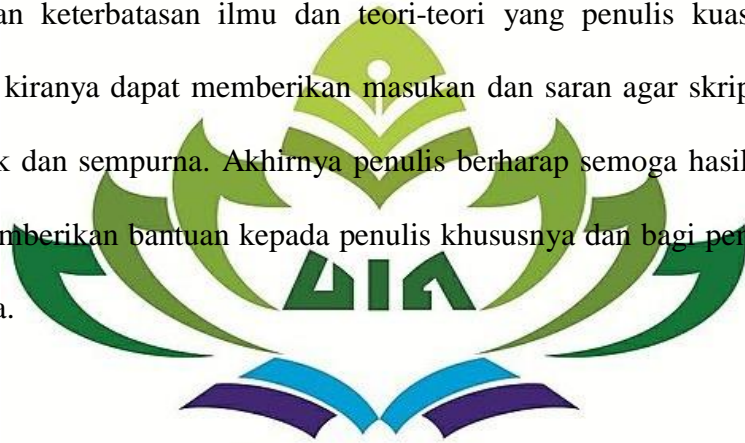 an keterbatasan ilmu dan teori-teori yang penulis kuas
kiranya dapat memberikan masukan dan saran agar skrip
k dan sempurna. Akhirnya penulis berharap semoga hasil
mberikan bantuan kepada penulis khususnya dan bagi pe
UIN
a.